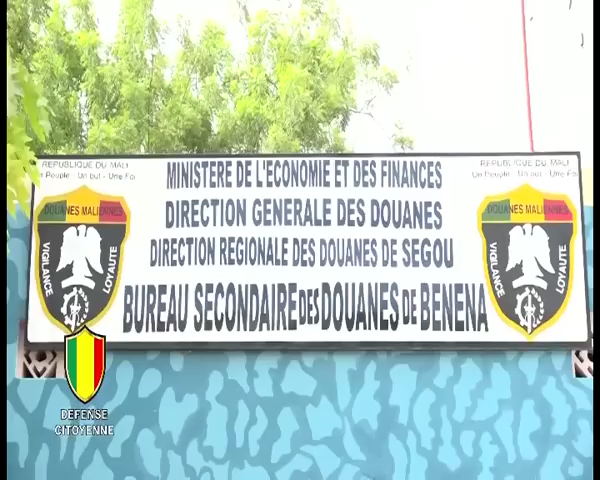 REPUBLIQUE DU MALI
Un Peuple - Un but - Une Foi
REPUBLIQUE DU MALI
Un Peuple - Un but - Une Foi
MINISTERE DE L'ECONOMIE ET DES FINANCES
DIRECTION GENERALE DES DOUANES
DIRECTION REGIONALE DES DOUANES DE SEGOU
BUREAU SECONDAIRE DES DOUANES DE BENENA
DOUANES MALIENNES
VIGILANCE
LOYAUTE
DOUANES MALIENNES
VIGILANCE
LOYAUTE
DEFENSE
CITOYENNE